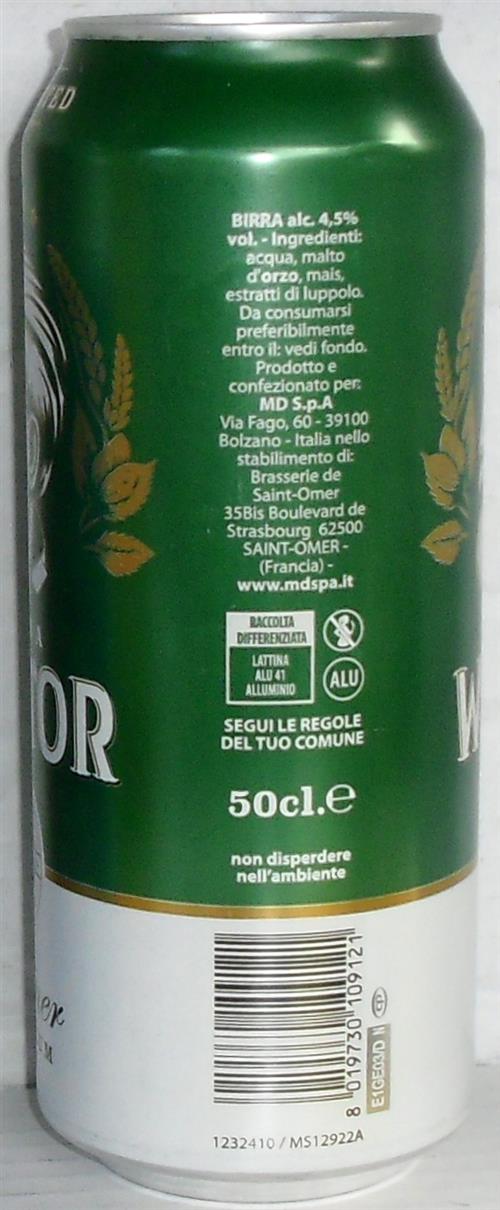 BIRRA alc. 4,5%
vol. - Ingredienti:
acqua, malto
d'orzo, mais,
estratti di luppolo.
Da consumarsi
preferibilmente
entro il: vedi fondo.
Prodotto e
confezionato per:
MD S.p.A
Via Fago, 60 - 39100
Bolzano - Italia nello
stabilimento di:
Brasserie de
Saint-Omer
35Bis Boulevard de
Strasbourg 62500
SAINT-OMER -
(Francia) -
www.mdspa.it
RACCOLTA
DIFFERENZIATA
LATTINA
ALU 41
ALLUMINIO
ALU
SEGUI LE REGOLE
DEL TUO COMUNE
OR
W
50cl.e
non disperdere
nell'ambiente
8 019730 109121
E1GE03/D N
1232410 / MS12922A